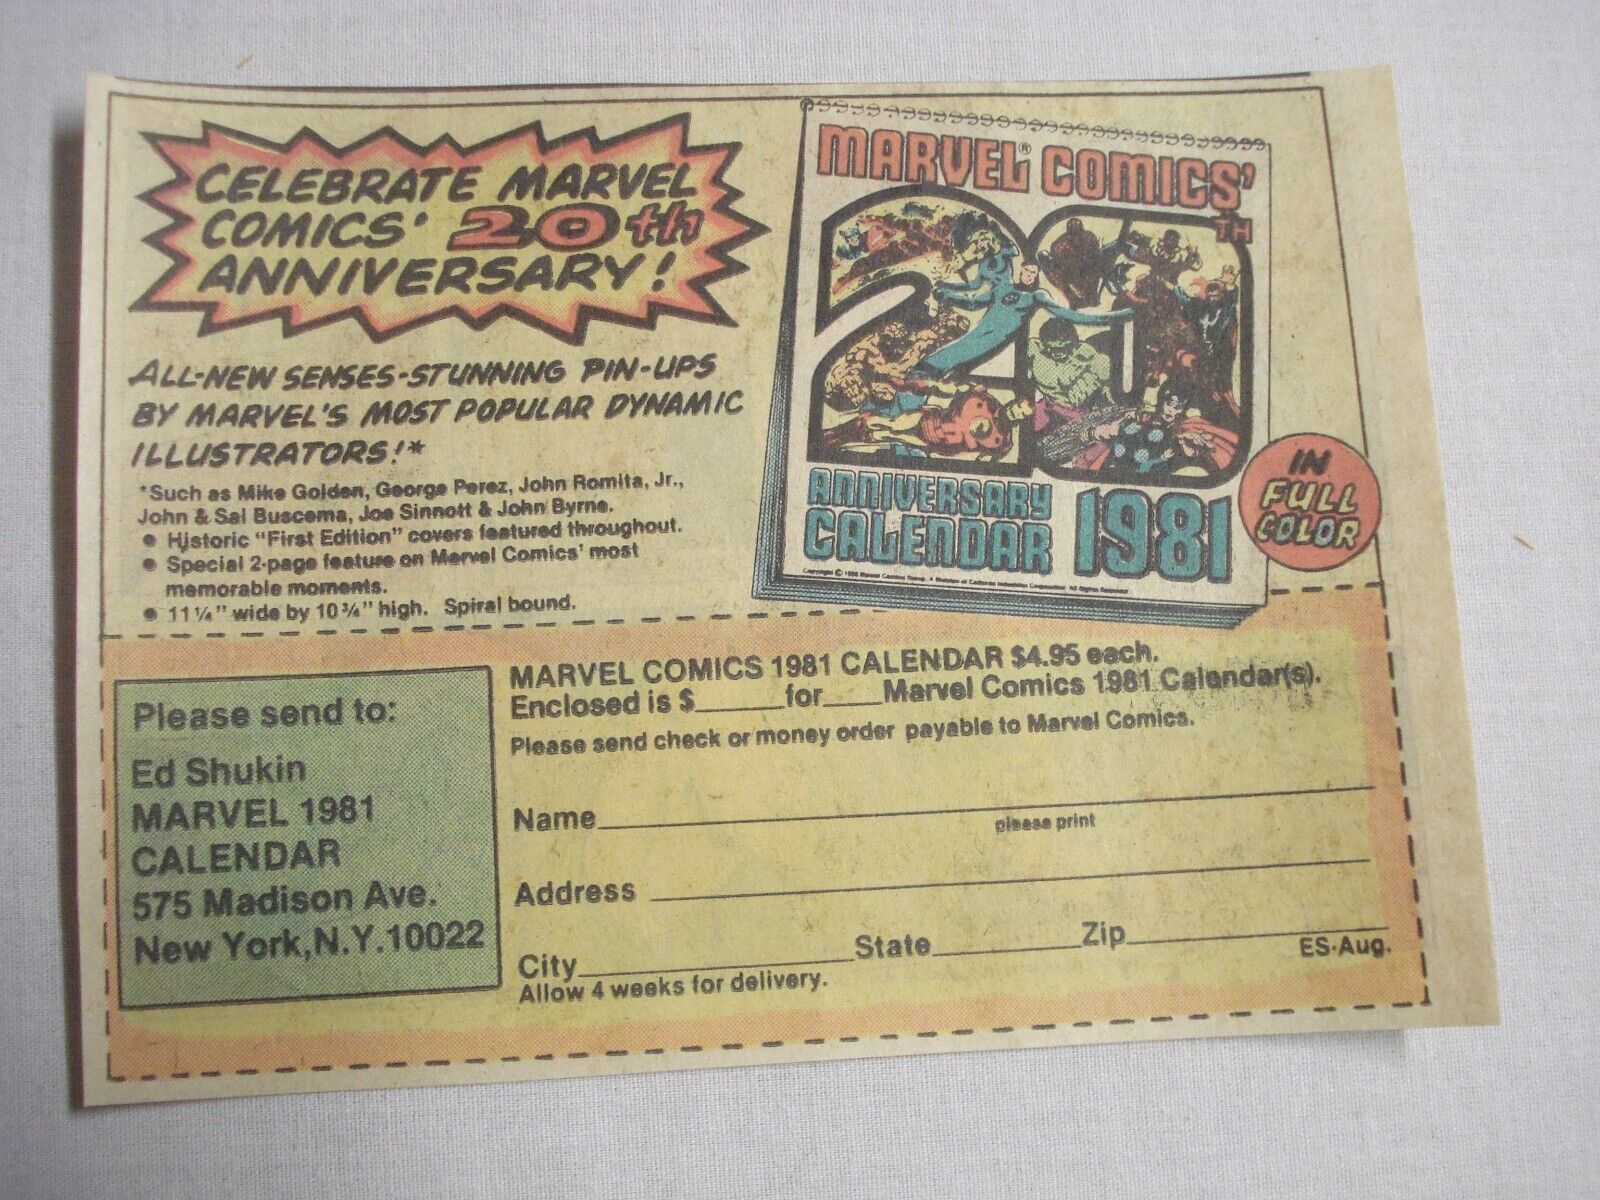 CELEBRATE MARVEL
COMICS' 20th
ANNIVERSARY!
ALL-NEW SENSES-STUNNING PIN-UPS
BY MARVEL'S MOST POPULAR DYNAMIC
ILLUSTRATORS!*
*Such as Mike Golden, George Perez, John Romita, Jr.,
John & Sal Buscema, Joe Sinnott & John Byrne.
● Historic "First Edition" covers featured throughout.
● Special 2-page feature on Marvel Comics' most
memorable moments.
● 11¼" wide by 10¾" high. Spiral bound.
MARVEL® COMICS'
20TH
ANNIVERSARY
CALENDAR 1981
IN
FULL
COLOR
Please send to:
Ed Shukin
MARVEL 1981
CALENDAR
575 Madison Ave.
New York, N.Y. 10022
MARVEL COMICS 1981 CALENDAR $4.95 each.
Enclosed is $______for____Marvel Comics 1981 Calendar(s).
Please send check or money order payable to Marvel Comics.
Name
please print
Address
City State Zip
ES-Aug.
Allow 4 weeks for delivery.